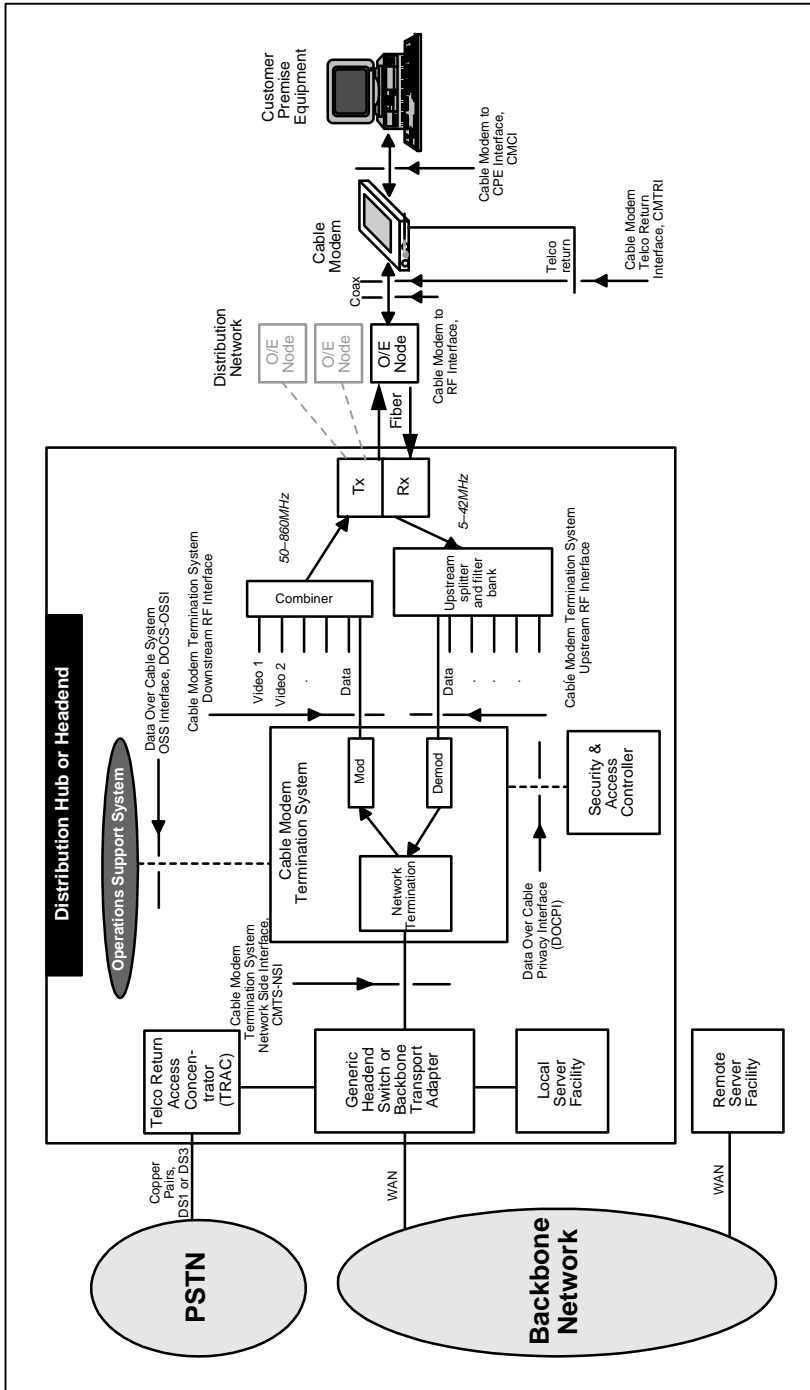 Distribution Hub or Headend
Operations Support System
Data Over Cable System
OSS Interface, DOCS-OSSI
Cable Modem Termination System
Downstream RF Interface
PSTN
Copper
Pairs,
DS1 or DS3
Telco Return
Access
Concen-
trator
(TRAC)
Cable
Modem
Termination System
Network Side Interface,
CMTS-NSI
Backbone
Network
WAN
Generic
Headend
Switch or
Backbone
Transport
Adapter
Local
Server
Facility
WAN
Remote
Server
Facility
Cable Modem
Termination System
Network
Termination
Mod
Demod
Data Over Cable
Privacy Interface
(DOCPI)
Security &
Access
Controller
Video 1
Video 2
.
.
Data
Combiner
50–860MHz
Data
.
.
.
.
Upstream
splitter
and filter
bank
5–42MHz
Cable Modem Termination System
Upstream RF Interface
Tx
Rx
Distribution
Network
O/E
Node
O/E
Node
O/E
Node
Fiber
Coax
Cable Modem to
RF Interface,
Cable
Modem
Telco
return
Cable Modem
Telco Return
Interface, CMTRI
Customer
Premise
Equipment
Cable Modem to
CPE Interface,
CMCI